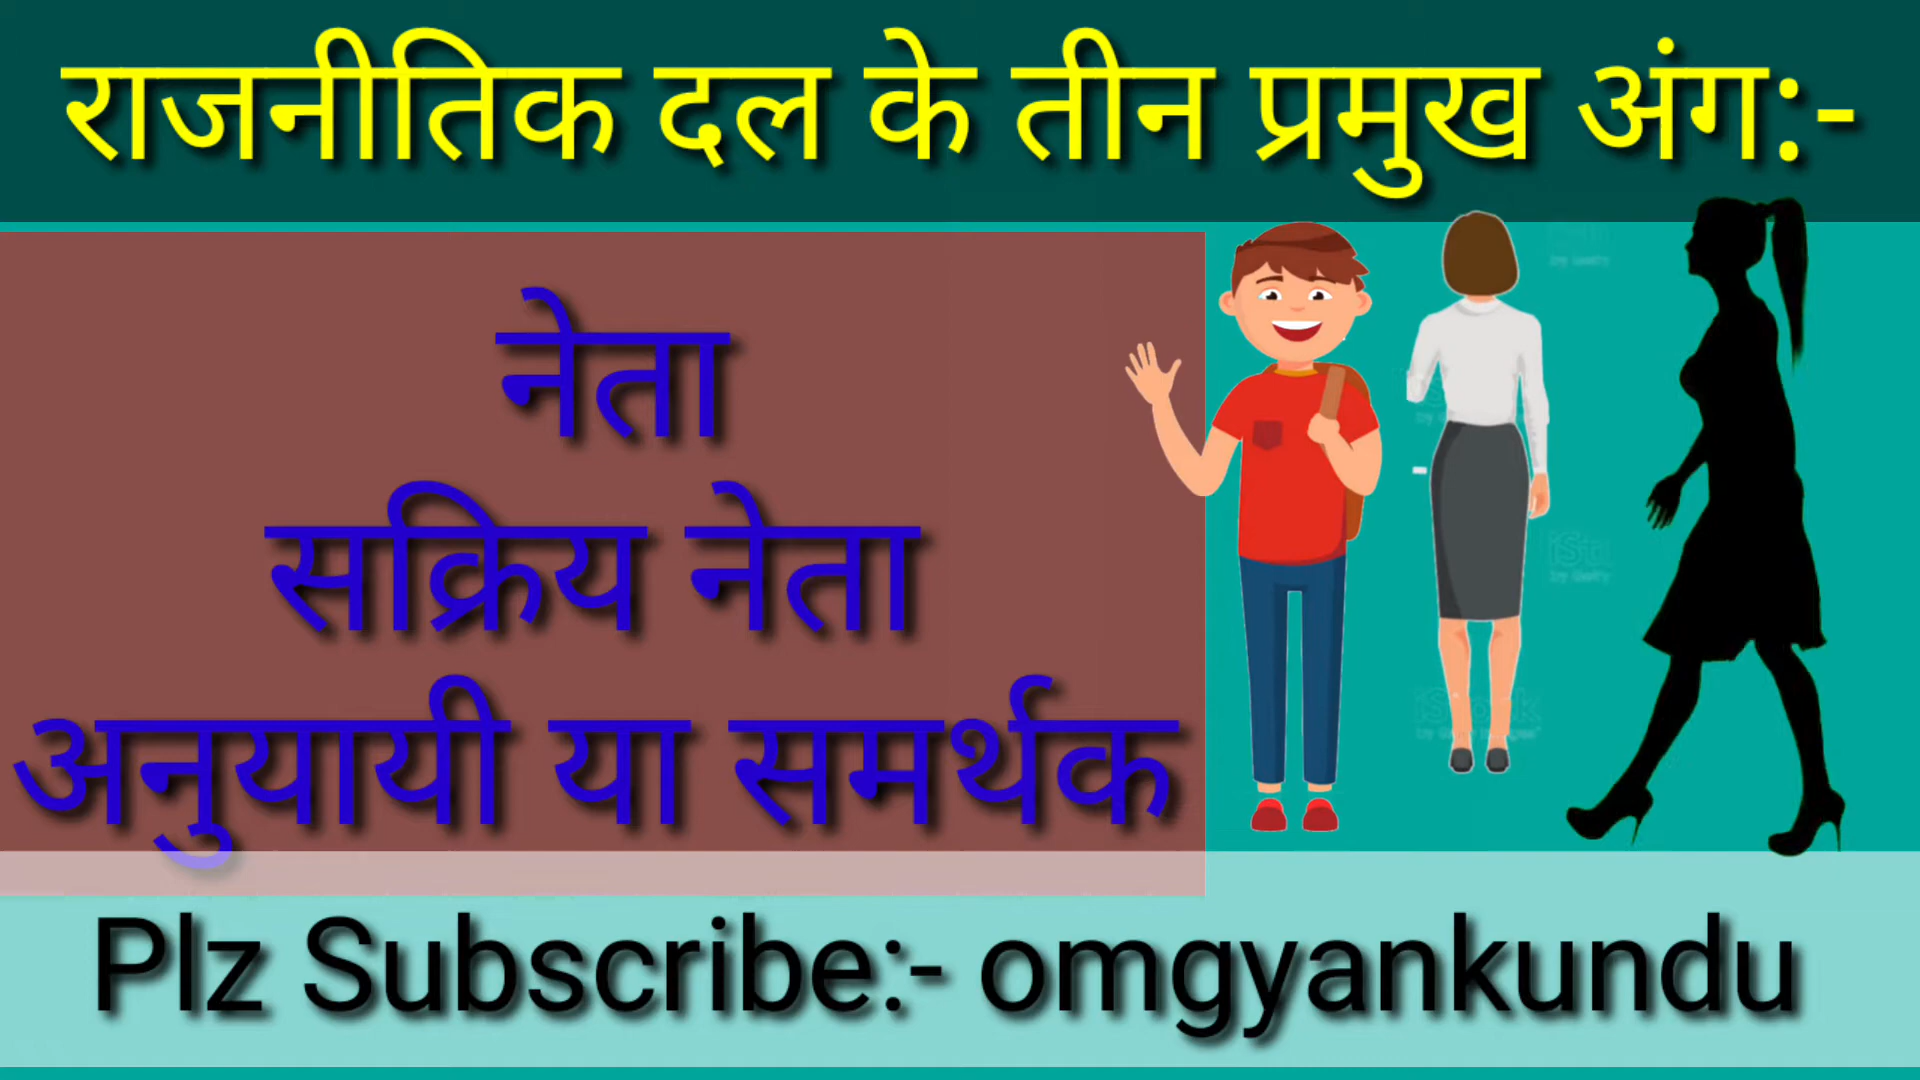 राजनीतिक दल के तीन प्रमुख अंग:-
नेता
सक्रिय नेता
अनुयायी या समर्थक
Plz Subscribe:- omgyankundu